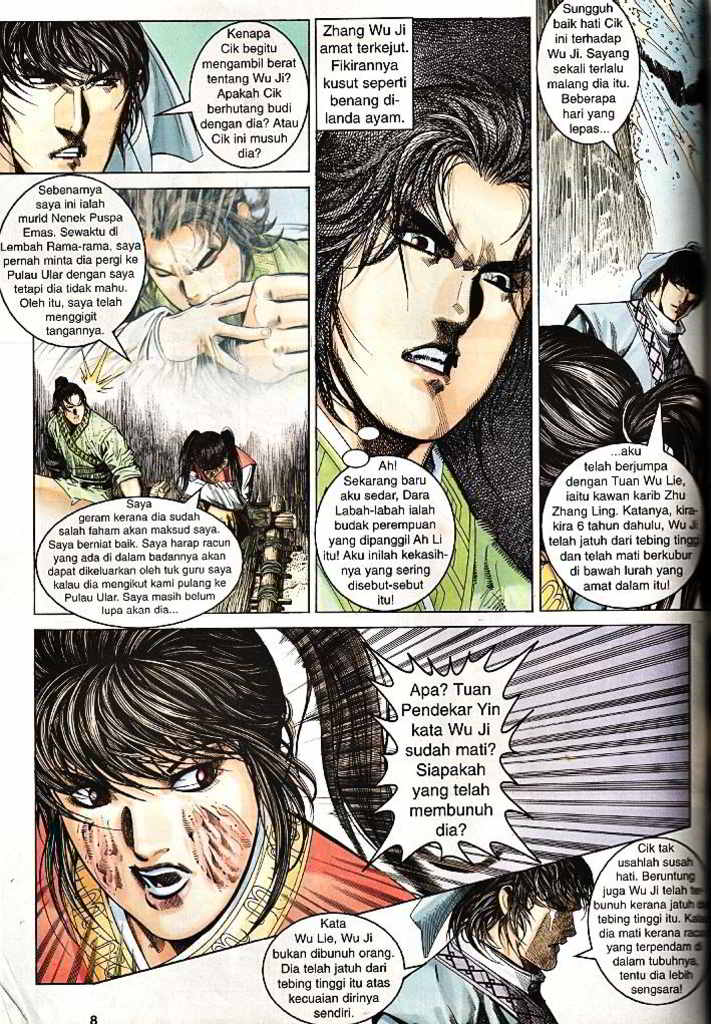 Kenapa
Cik begitu
mengambil berat
tentang Wu Ji?
Apakah Cik
berhutang budi
dengan dia? Atau
Cik ini musuh
dia?
Sebenarnya
saya ini ialah
murid Nenek Puspa
Emas. Sewaktu di
Lembah Rama-rama, saya
pernah minta dia pergi ke
Pulau Ular dengan saya
tetapi dia tidak mahu.
Oleh itu, saya telah
menggigit
tangannya.
Saya
geram kerana dia sudah
salah faham akan maksud saya.
Saya berniat baik. Saya harap racun
yang ada di dalam badannya akan
dapat dikeluarkan oleh tuk guru saya
kalau dia mengikut kami pulang ke
Pulau Ular. Saya masih belum
lupa akan dia...
Zhang Wu Ji
amat terkejut.
Fikirannya
kusut seperti
benang di-
landa ayam.
Ah!
Sekarang baru
aku sedar, Dara
Labah-labah ialah
budak perempuan
yang dipanggil Ah Li
itu! Aku inilah kekasih-
nya yang sering
disebut-sebut
itu!
Sungguh
baik hati Cik
ini terhadap
Wu Ji. Sayang
sekali terlalu
malang dia itu.
Beberapa
hari yang
lepas...
...aku
telah berjumpa
dengan Tuan Wu Lie,
iaitu kawan karib Zhu
Zhang Ling. Katanya, kira-
kira 6 tahun dahulu, Wu Ji
telah jatuh dari tebing tinggi
dan telah mati berkubur
di bawah lurah yang
amat dalam itu!
Apa? Tuan
Pendekar Yin
kata Wu Ji
sudah mati?
Siapakah
yang telah
membunuh
dia?
Kata
Wu Lie, Wu Ji
bukan dibunuh orang.
Dia telah jatuh dari
tebing tinggi itu atas
kecuaian dirinya
sendiri.
Cik tak
usahlah susah
hati. Beruntung
juga Wu Ji telah ter-
bunuh kerana jatuh di
tebing tinggi itu. Kalau
dia mati kerana racun
yang terpendam di
dalam tubuhnya,
tentu dia lebih
sengsara!
8